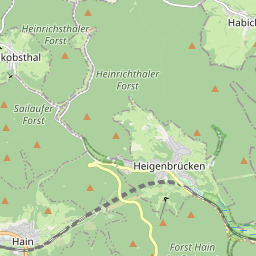 Heinrichsthaler
Forst
Habich
kobsthal
Heinrichthaler
Forst
Sailaufer
Forst
Heigenbrücken
Hain
Forst Hain